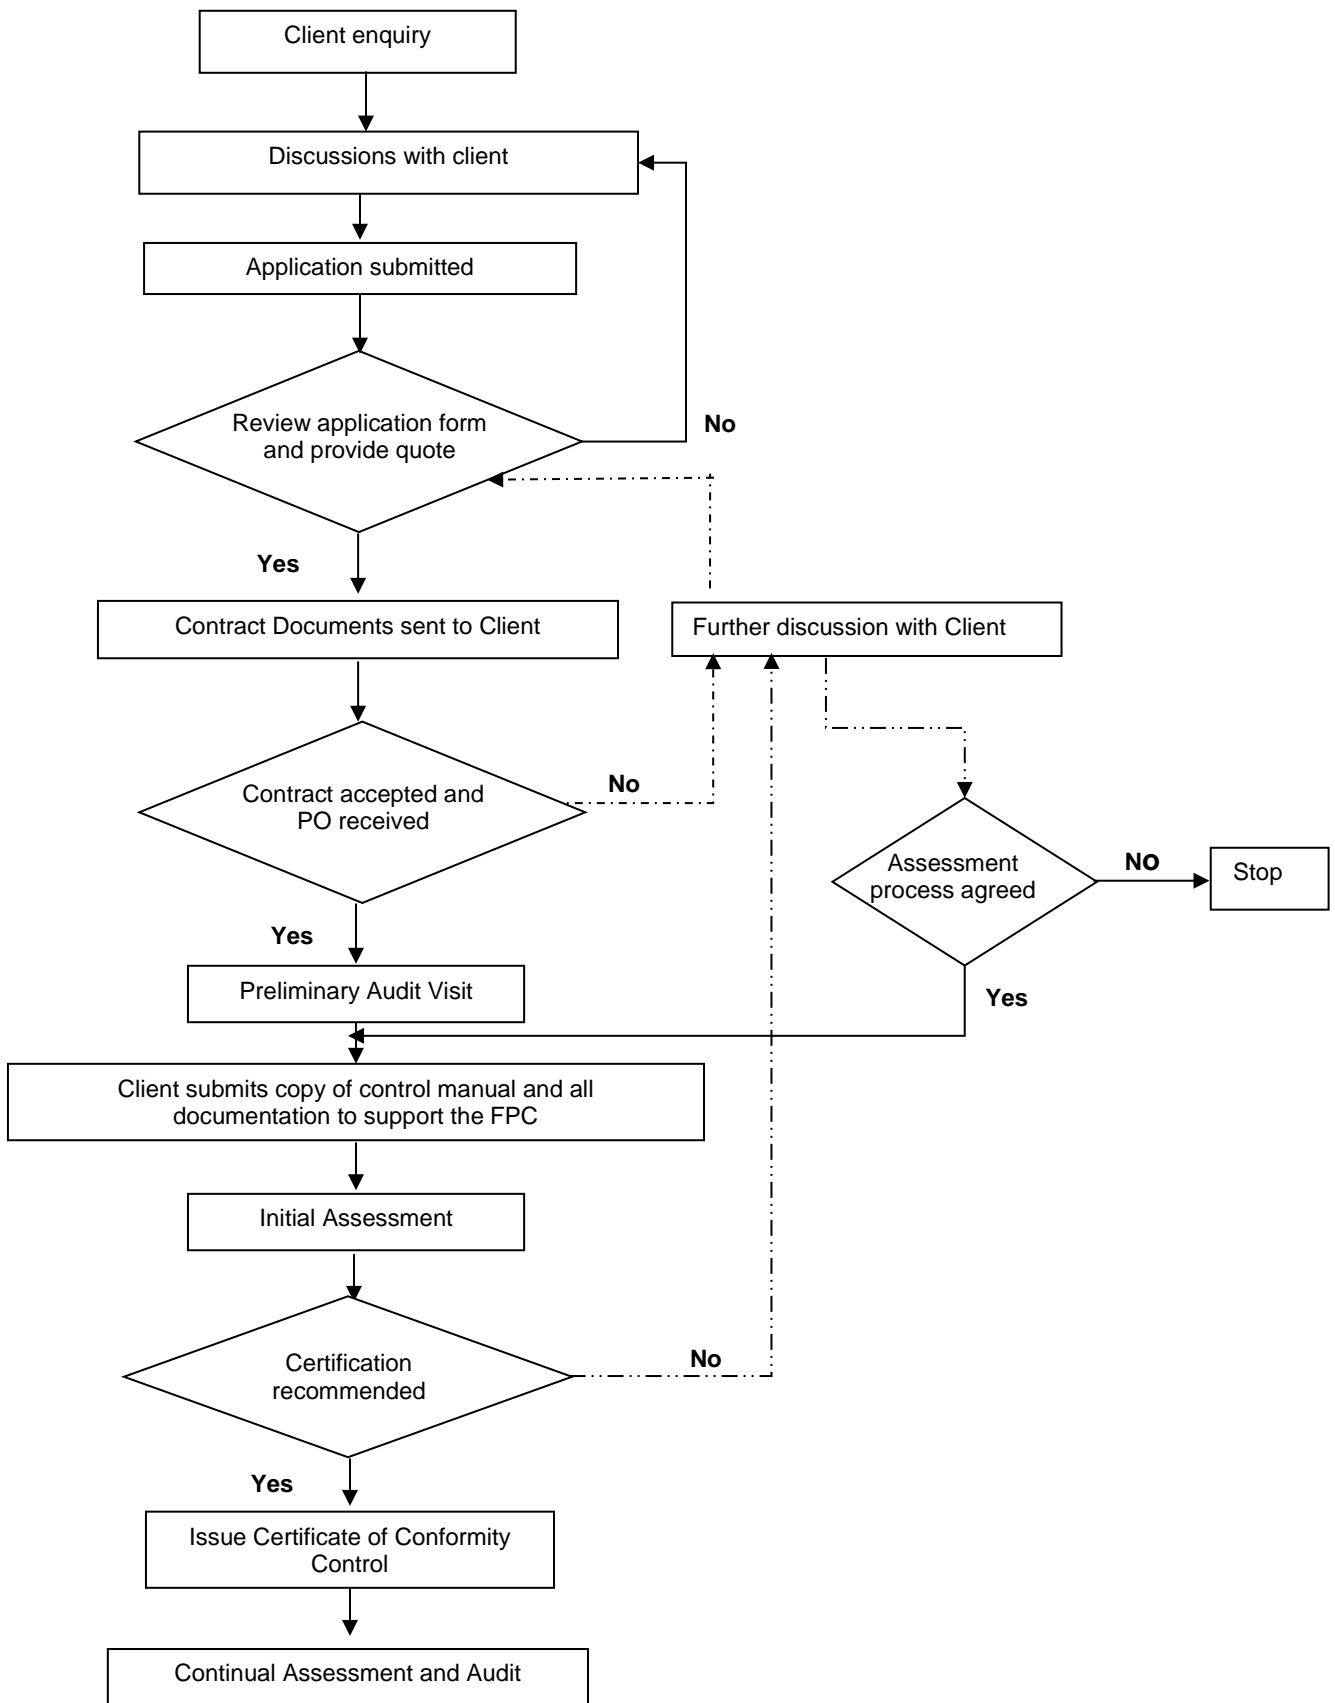 Client enquiry
Discussions with client
Application submitted
Review application form
and provide quote
No
Yes
Contract Documents sent to Client
Further discussion with Client
Contract accepted and
PO received
No
Assessment
process agreed
NO
Stop
Yes
Preliminary Audit Visit
Yes
Client submits copy of control manual and all
documentation to support the FPC
Initial Assessment
Certification
recommended
No
Yes
Issue Certificate of Conformity
Control
Continual Assessment and Audit